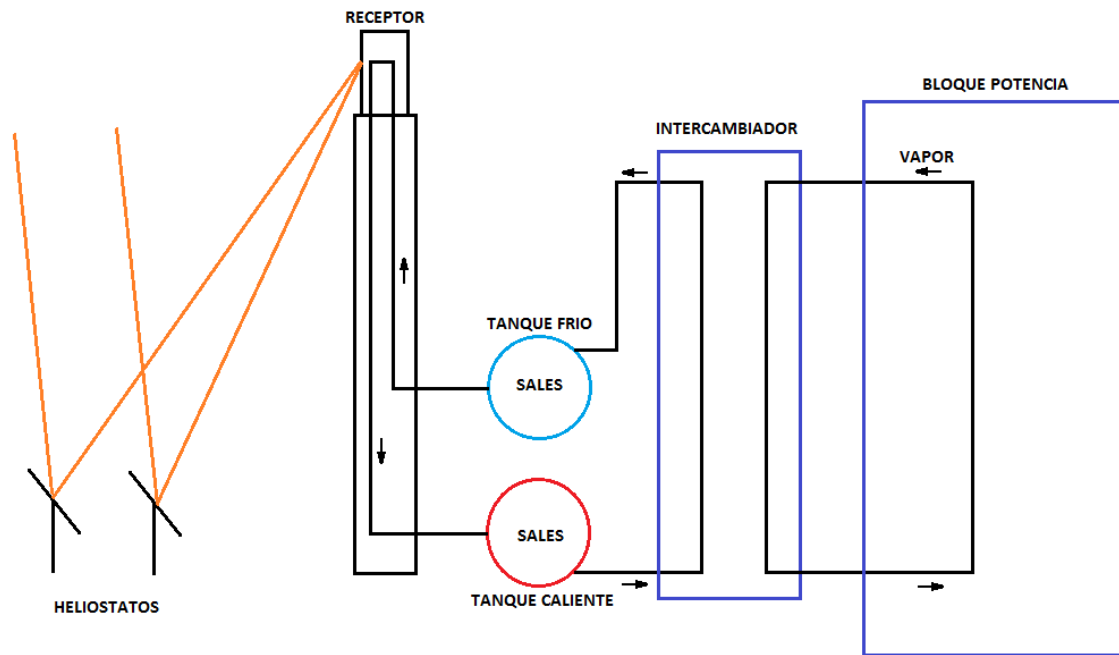 RECEPTOR
BLOQUE POTENCIA
INTERCAMBIADOR
VAPOR
TANQUE FRIO
SALES
SALES
TANQUE CALIENTE
HELIOSTATOS